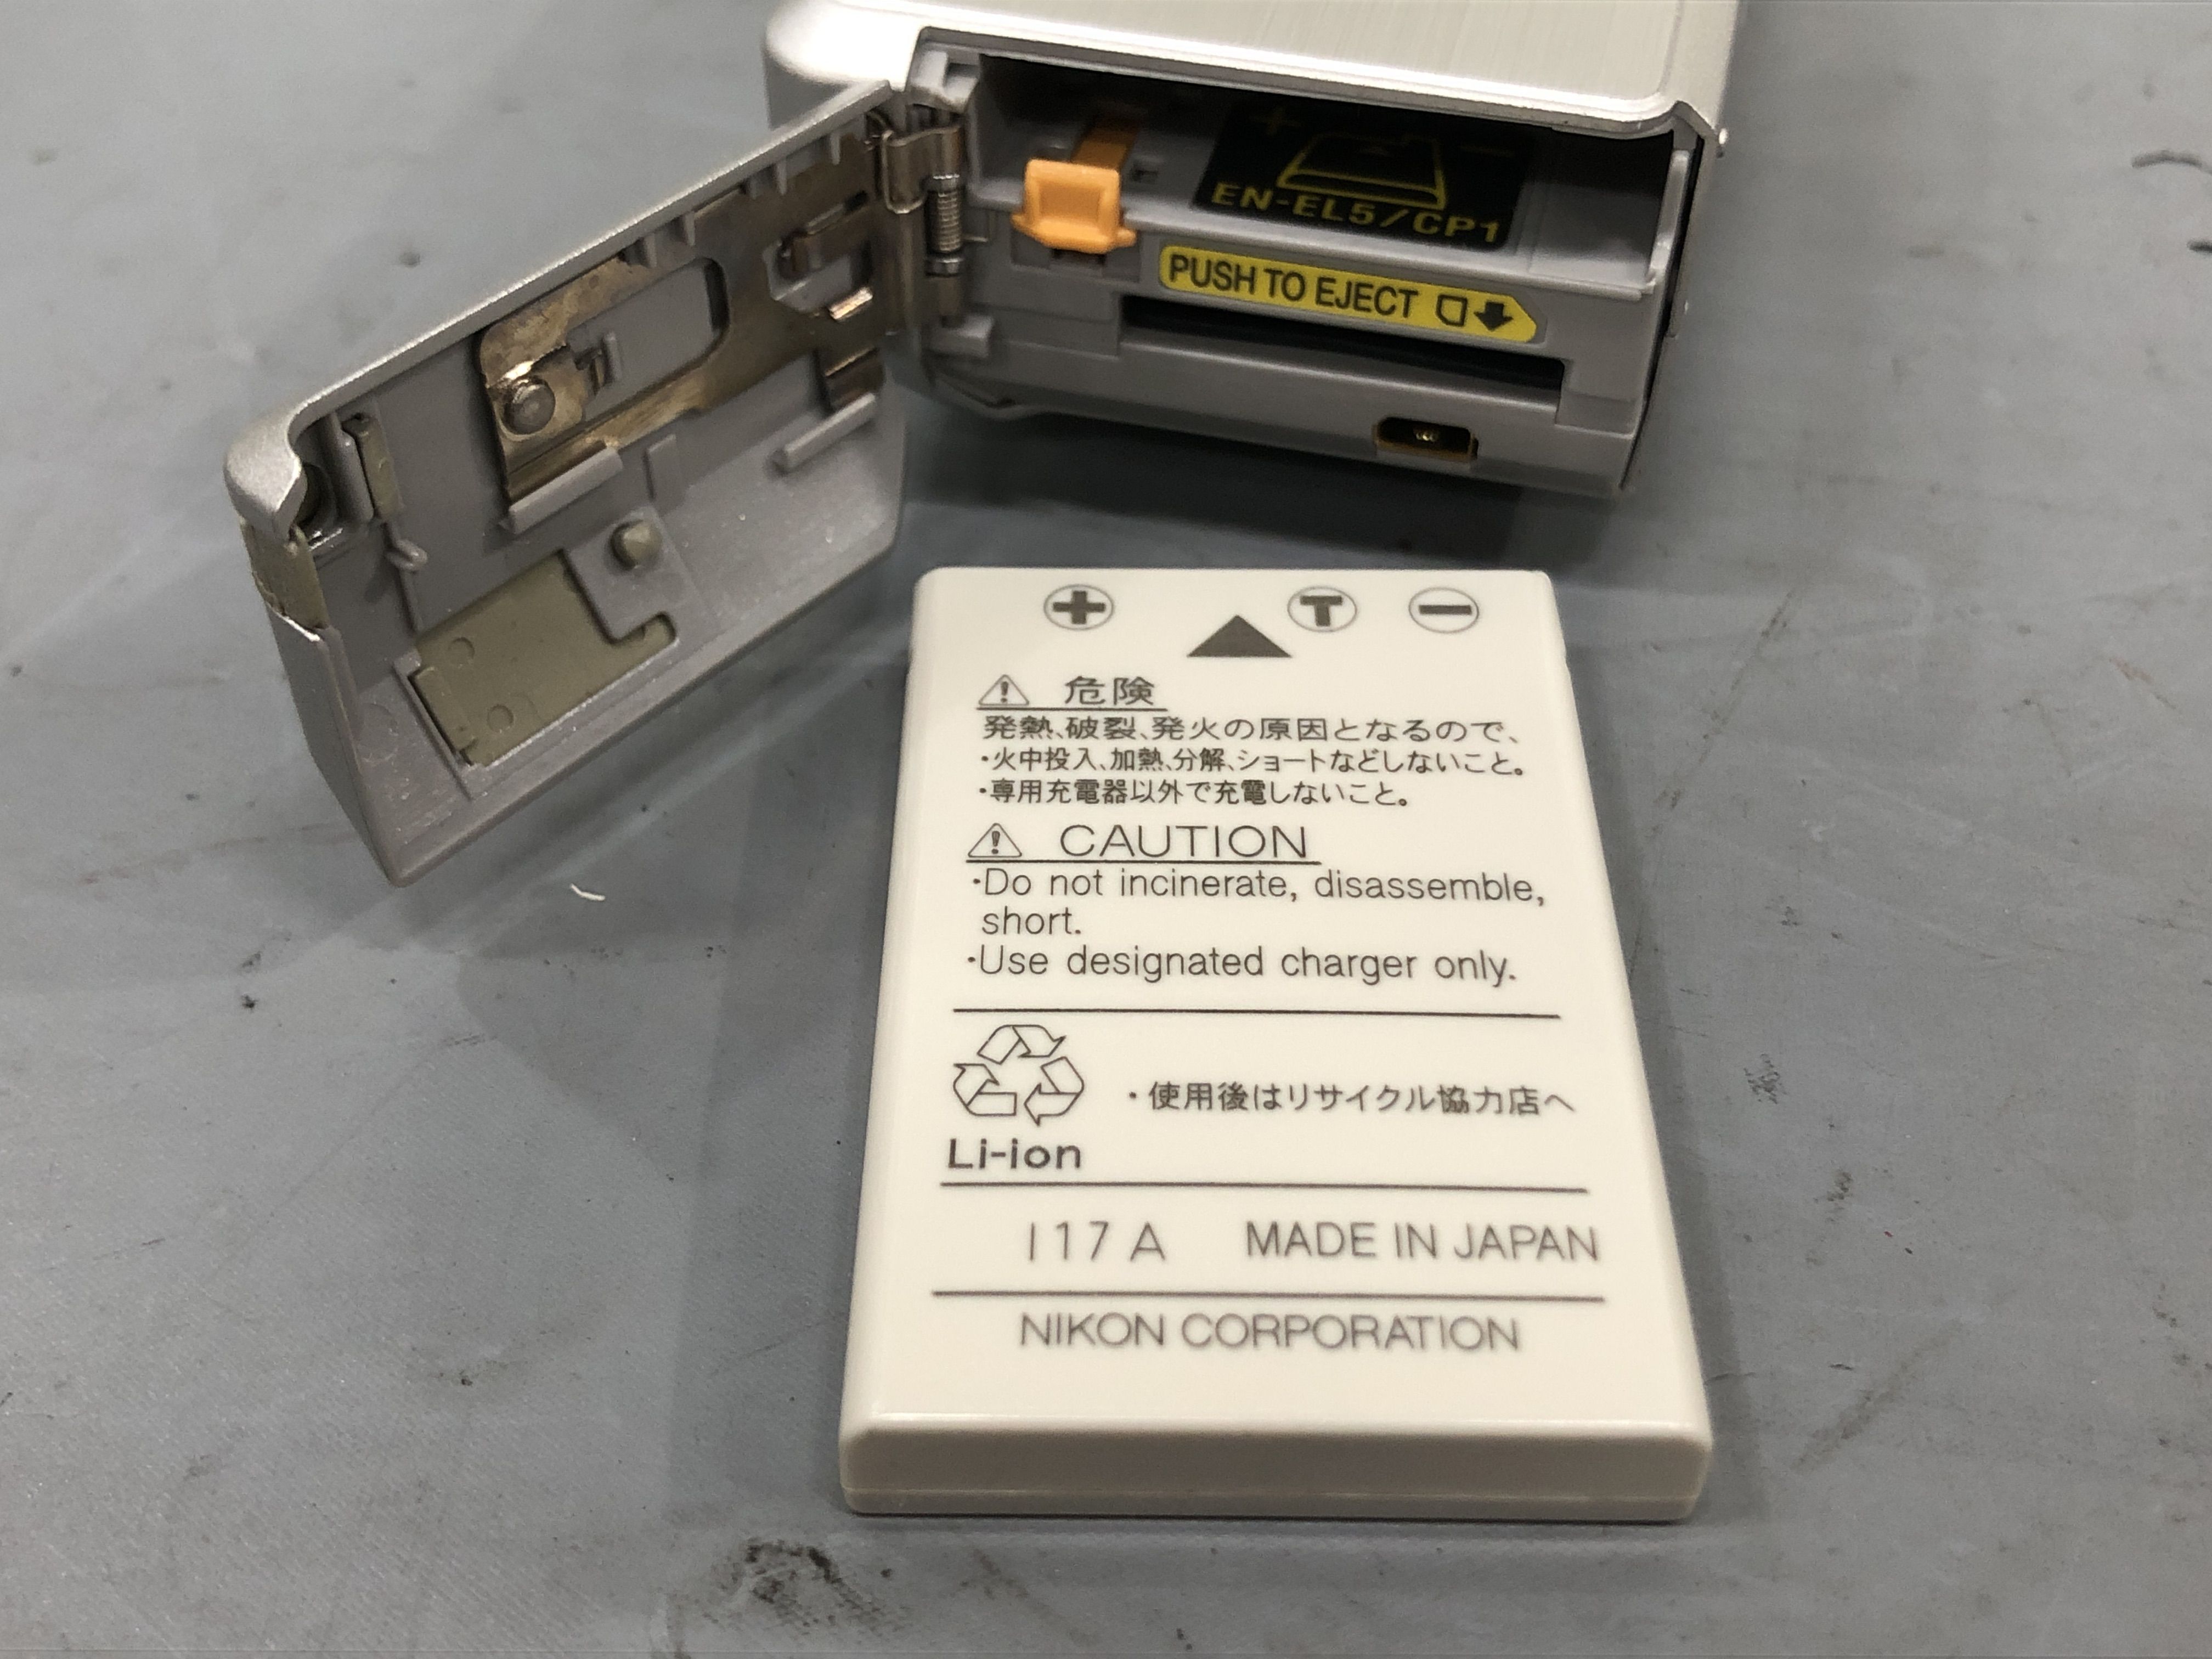 EN-EL5/CP1
PUSH TO EJECT
危険
発熱、破裂、発火の原因となるので、
・火中投入、加熱、分解、ショートなどしないこと。
・専用充電器以外で充電しないこと。
CAUTION
・Do not incinerate, disassemble,
short.
・Use designated charger only.
・使用後はリサイクル協力店へ
Li-ion
I17A MADE IN JAPAN
NIKON CORPORATION